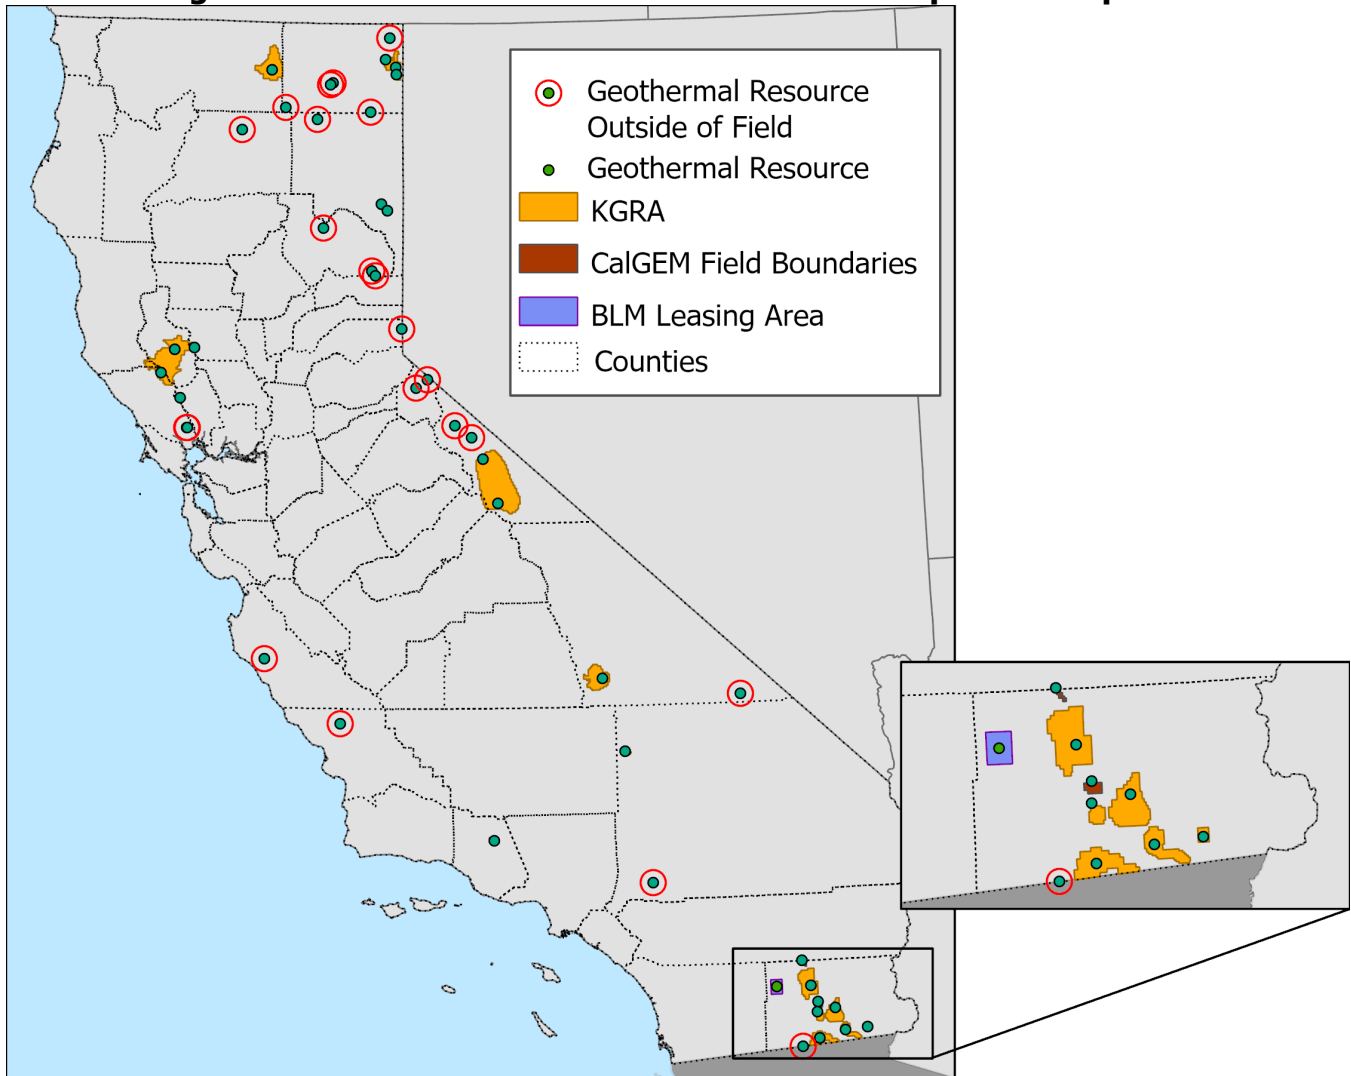 Geothermal Resource
Outside of Field
Geothermal Resource
KGRA
CalGEM Field Boundaries
BLM Leasing Area
Counties